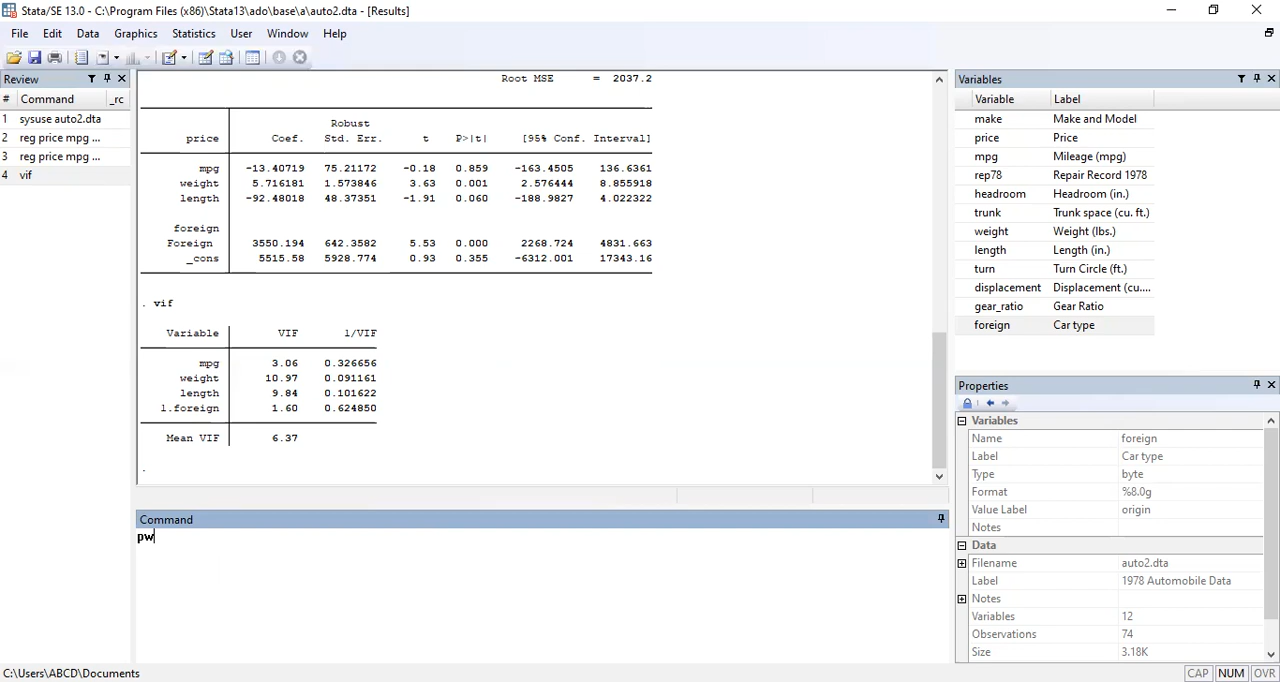 Stata/SE 13.0 - C:\Program Files (x86)\Stata13\ado\base\a\auto2.dta - [Results]
File Edit Data Graphics Statistics User Window Help
Review
# Command _rc
1 sysuse auto2.dta
2 reg price mpg ...
3 reg price mpg ...
4 vif
Root MSE = 2037.2
Robust
price Coef. Std. Err. t P>|t| [95% Conf. Interval]
mpg -13.40719 75.21172 -0.18 0.859 -163.4505 136.6361
weight 5.716181 1.573846 3.63 0.001 2.576444 8.855918
length -92.48018 48.37351 -1.91 0.060 -188.9827 4.022322
foreign
Foreign 3550.194 642.3582 5.53 0.000 2268.724 4831.663
_cons 5515.58 5928.774 0.93 0.355 -6312.001 17343.16
. vif
Variable VIF 1/VIF
mpg 3.06 0.326656
weight 10.97 0.091161
length 9.84 0.101622
1.foreign 1.60 0.624850
Mean VIF 6.37
.
Command
pw
Variables
Variable Label
make Make and Model
price Price
mpg Mileage (mpg)
rep78 Repair Record 1978
headroom Headroom (in.)
trunk Trunk space (cu. ft.)
weight Weight (lbs.)
length Length (in.)
turn Turn Circle (ft.)
displacement Displacement (cu....
gear_ratio Gear Ratio
foreign Car type
Properties
Variables
Name foreign
Label Car type
Type byte
Format %8.0g
Value Label origin
Notes
Data
Filename auto2.dta
Label 1978 Automobile Data
Notes
Variables 12
Observations 74
Size 3.18K
C:\Users\ABCD\Documents
CAP NUM OVR